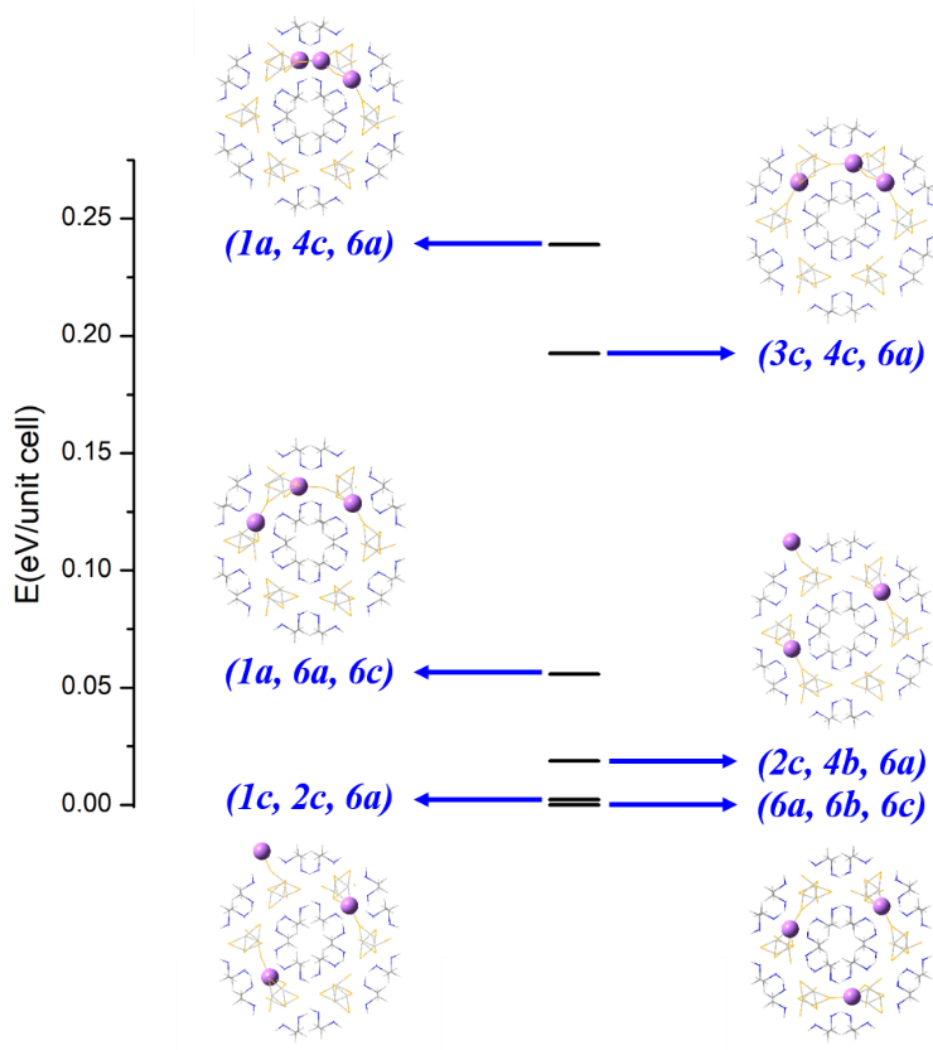 (1a, 4c, 6a)
(3c, 4c, 6a)
(1a, 6a, 6c)
(2c, 4b, 6a)
(1c, 2c, 6a)
(6a, 6b, 6c)
E(eV/unit cell)
0.25
0.20
0.15
0.10
0.05
0.00